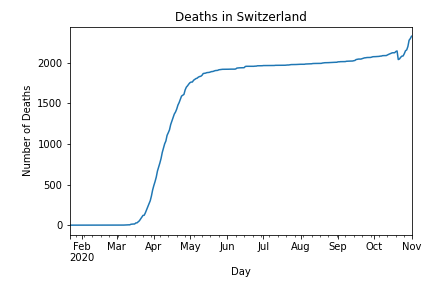 Deaths in Switzerland
Number of Deaths
2000
1500
1000
500
0
Feb Mar Apr May Jun Jul Aug Sep Oct Nov
2020
Day